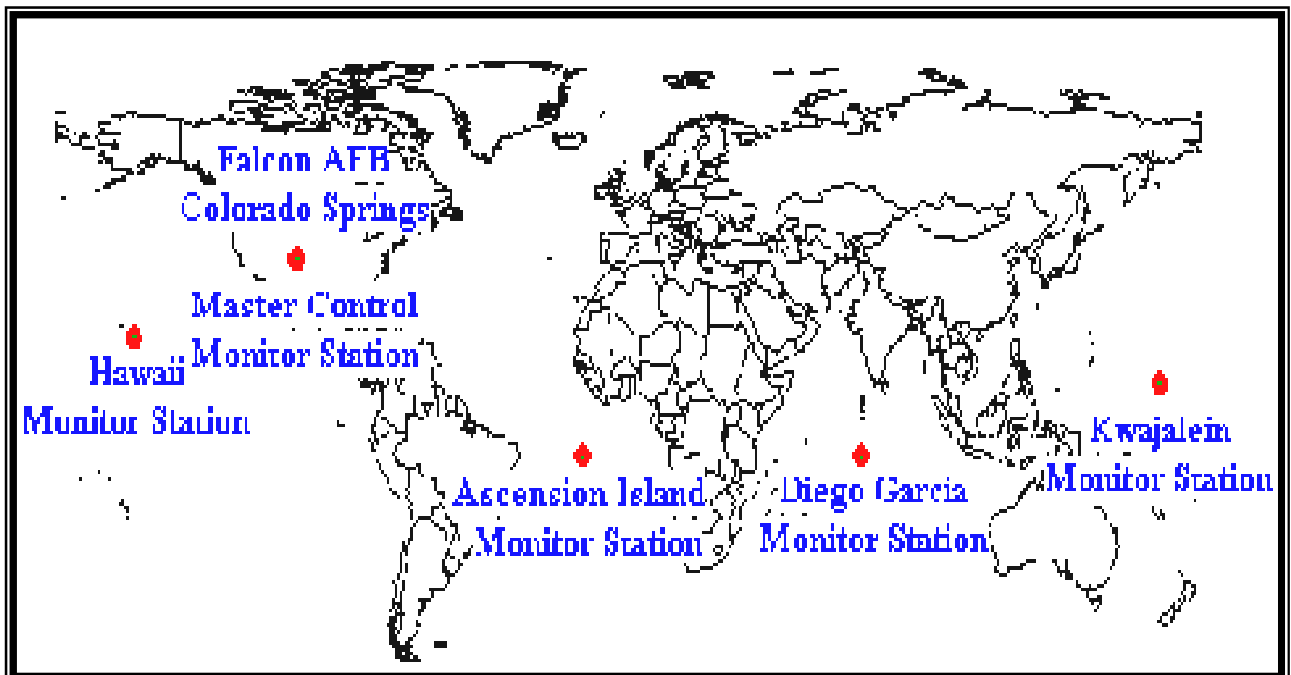 Falcon AFB
Colorado Springs
Master Control
Monitor Station
Hawaii
Monitor Station
Ascension Island
Monitor Station
Diego Garcia
Monitor Station
Kwajalein
Monitor Station